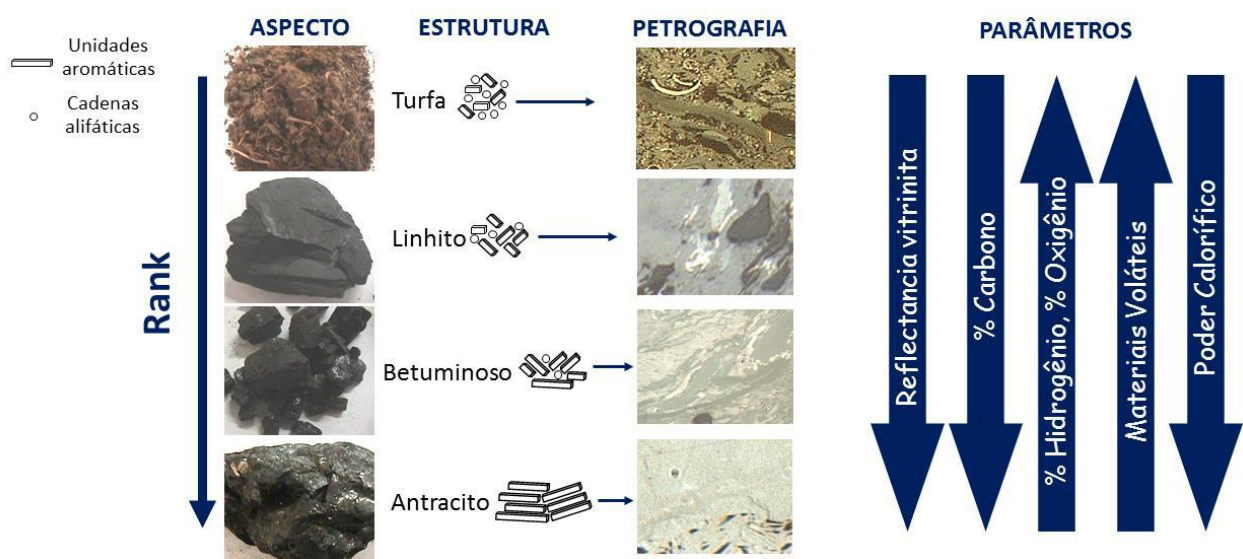 ASPECTO
ESTRUTURA
PETROGRAFIA
PARÂMETROS
Unidades
aromáticas
Cadenas
alifáticas
Rank
Turfa
Linhito
Betuminoso
Antracito
Reflectancia vitrinita
% Carbono
% Hidrogênio, % Oxigênio
Materiais Voláteis
Poder Calorífico